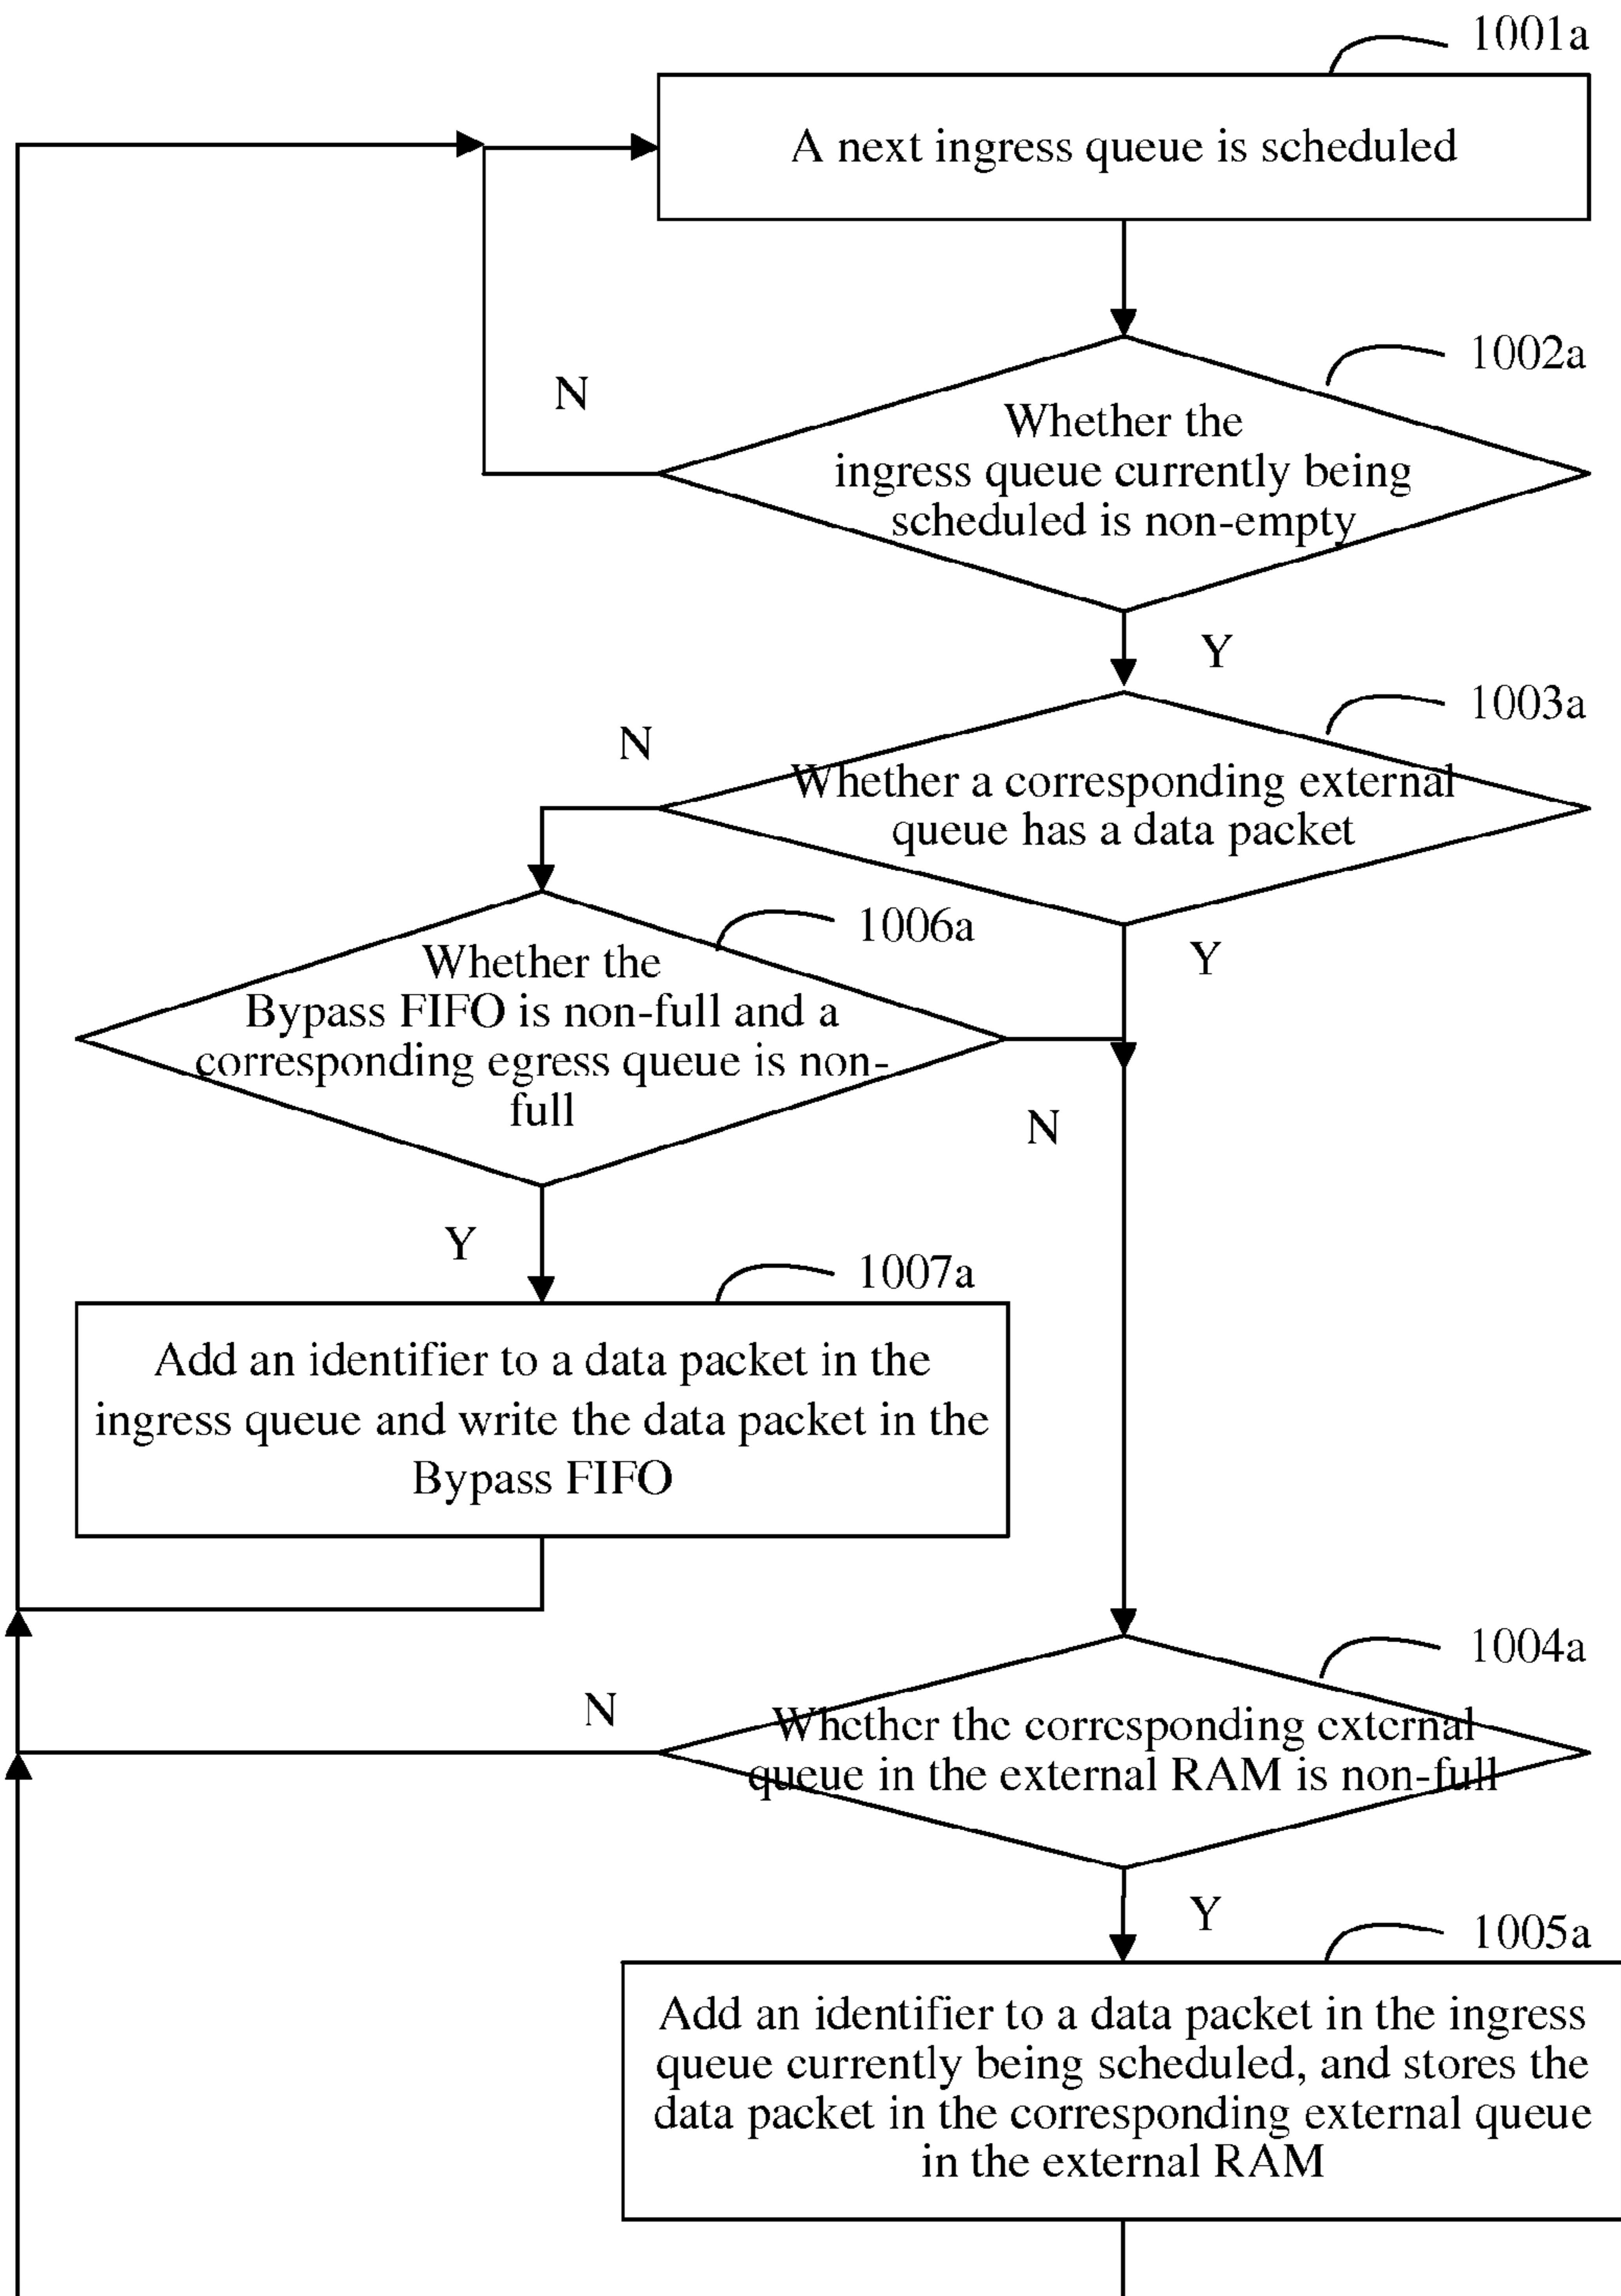 1001a
A next ingress queue is scheduled
1002a
N
Whether the
ingress queue currently being
scheduled is non-empty
Y
1003a
N
Whether a corresponding external
queue has a data packet
1006a
Y
Whether the
Bypass FIFO is non-full and a
corresponding egress queue is non-
full
N
Y
1007a
Add an identifier to a data packet in the
ingress queue and write the data packet in the
Bypass FIFO
1004a
N
Whether the corresponding external
queue in the external RAM is non-full
Y
1005a
Add an identifier to a data packet in the ingress
queue currently being scheduled, and stores the
data packet in the corresponding external queue
in the external RAM